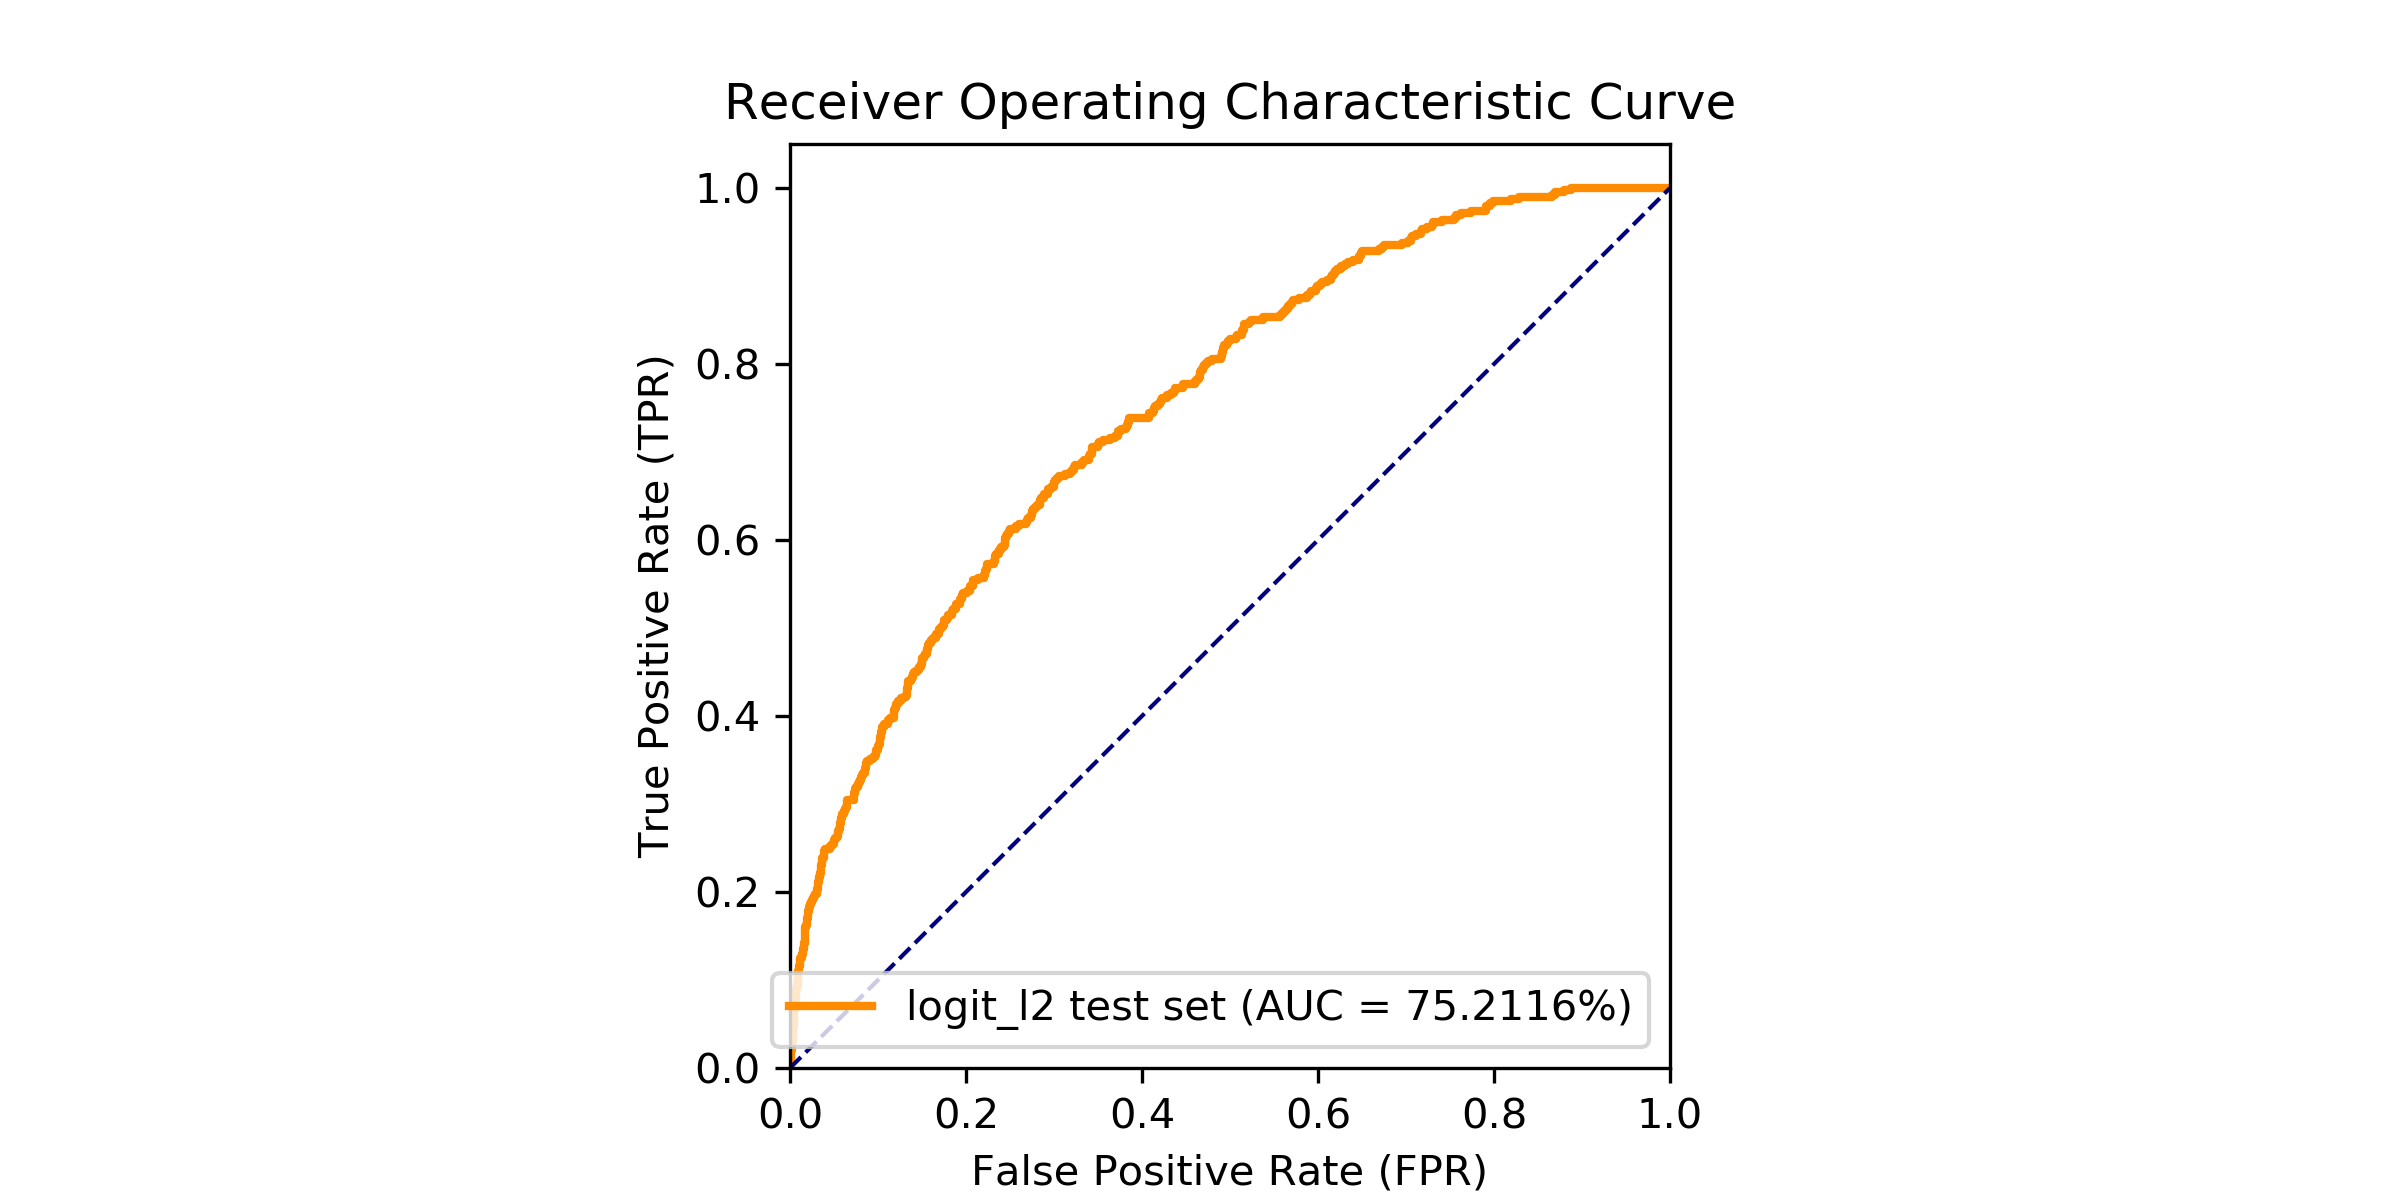 Receiver Operating Characteristic Curve
1.0
0.8
0.6
0.4
0.2
0.0
True Positive Rate (TPR)
logit_l2 test set (AUC = 75.2116%)
0.0 0.2 0.4 0.6 0.8 1.0
False Positive Rate (FPR)